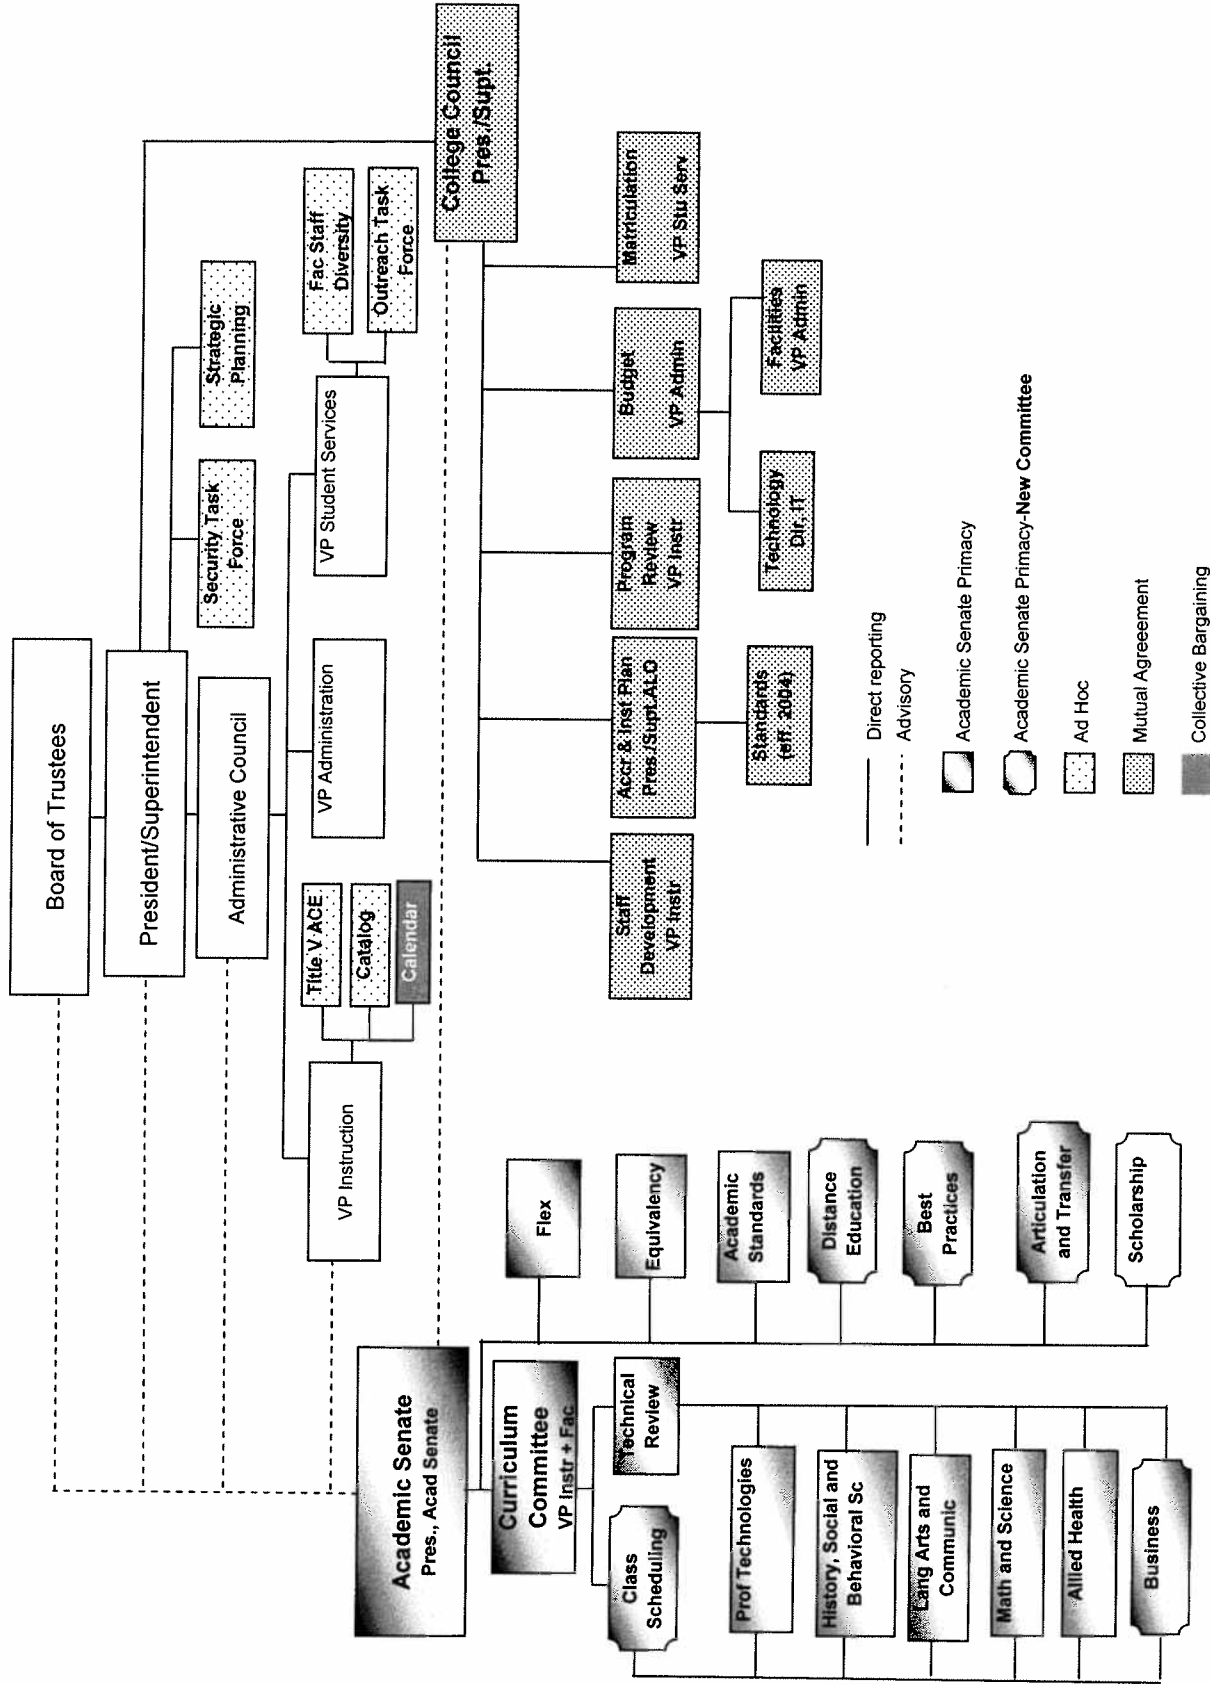 Board of Trustees
President/Superintendent
Administrative Council
Security Task
Force
Strategic
Planning
VP Instruction
Title V ACE
Catalog
Calendar
VP Administration
VP Student Services
Fac Staff
Diversity
Outreach Task
Force
College Council
Pres./Supt.
Academic Senate
Pres., Acad Senate
Curriculum
Committee
VP Instr + Fac
Class
Scheduling
Technical
Review
Prof Technologies
History, Social and
Behavioral Sc
Lang Arts and
Communic
Math and Science
Allied Health
Business
Flex
Equivalency
Academic
Standards
Distance
Education
Best
Practices
Articulation
and Transfer
Scholarship
Staff
Development
VP Instr
Accr & Inst Plan
Pres./Supt.ALO
Program
Review
VP Instr
Budget
VP Admin
Matriculation
VP Stu Serv
Standards
(eff. 2004)
Technology
Dir, IT
Facilities
VP Admin
Direct reporting
Advisory
Academic Senate Primacy
Academic Senate Primacy-New Committee
Ad Hoc
Mutual Agreeement
Collective Bargaining